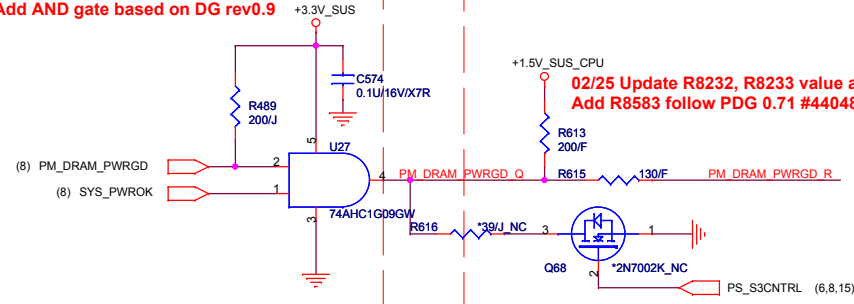 Add AND gate based on DG rev0.9
+3.3V_SUS
+1.5V_SUS_CPU
C574
0.1U/16V/X7R
02/25 Update R8232, R8233 value a
Add R8583 follow PDG 0.71 #44048
R489
200/J
R613
200/F
5
U27
(8) PM_DRAM_PWRGD
2
4
PM_DRAM_PWRGD_Q
R615
130/F
PM_DRAM_PWRGD_R
(8) SYS_PWROK
1
3
74AHC1G09GW
R616
*39/J_NC
3
1
Q68
2
*2N7002K_NC
PS_S3CNTRL (6,8,15)